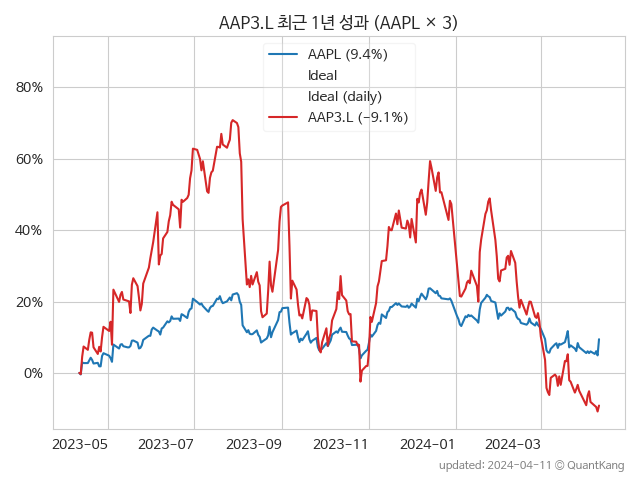 AAP3.L 최근 1년 성과 (AAPL × 3)
AAPL (9.4%)
Ideal
Ideal (daily)
AAP3.L (−9.1%)
80%
60%
40%
20%
0%
2023-05 2023-07 2023-09 2023-11 2024-01 2024-03
updated: 2024-04-11 © QuantKang